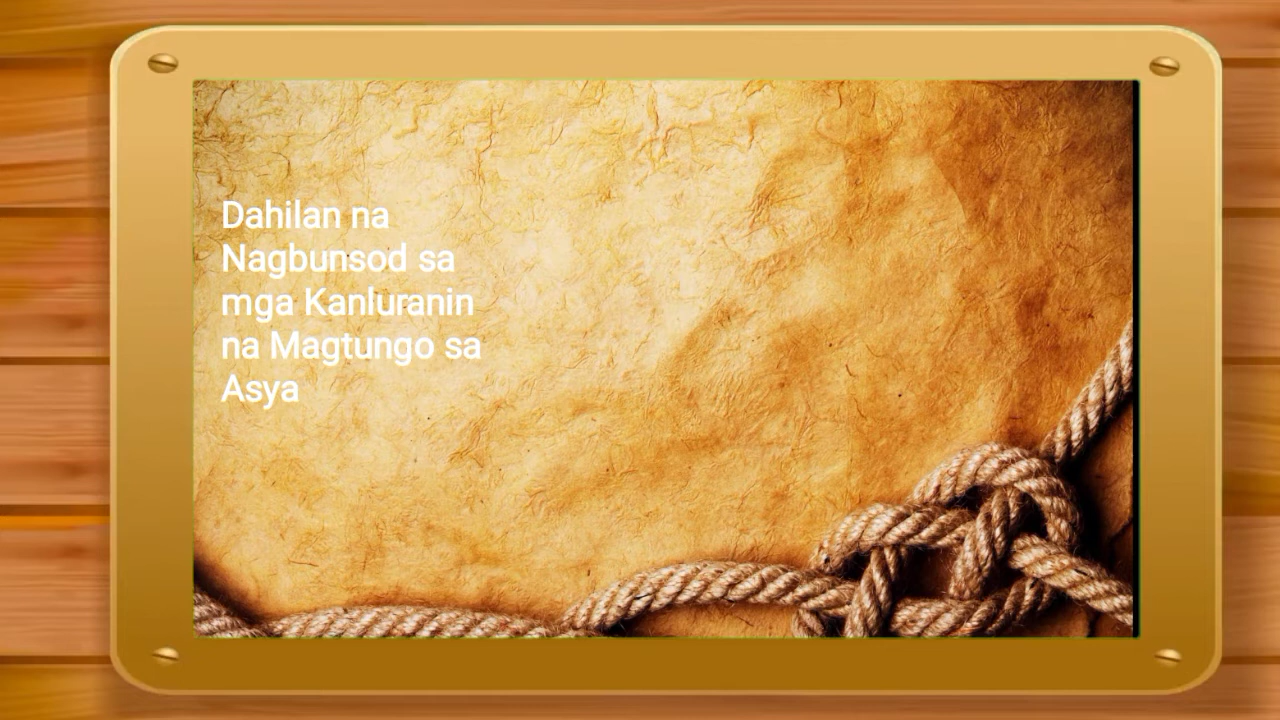 Dahilan na
Nagbunsod sa
mga Kanluranin
na Magtungo sa
Asya